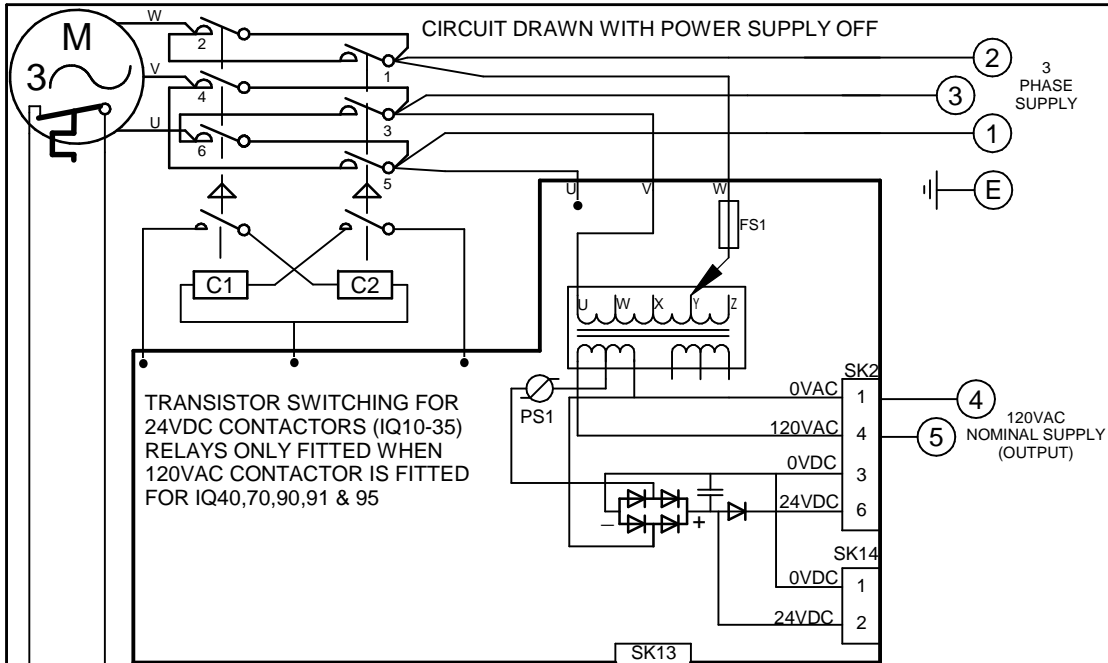 CIRCUIT DRAWN WITH POWER SUPPLY OFF
W
M
3
V
U
2
4
6
1
3
5
2
3
1
E
3
PHASE
SUPPLY
U
V
W
FS1
C1
C2
U
W
X
Y
Z
PS1
TRANSISTOR SWITCHING FOR
24VDC CONTACTORS (IQ10-35)
RELAYS ONLY FITTED WHEN
120VAC CONTACTOR IS FITTED
FOR IQ40,70,90,91 & 95
SK2
0VAC 1
120VAC 4
0VDC 3
24VDC 6
4
5
120VAC
NOMINAL SUPPLY
(OUTPUT)
– +
SK14
0VDC 1
24VDC 2
SK13